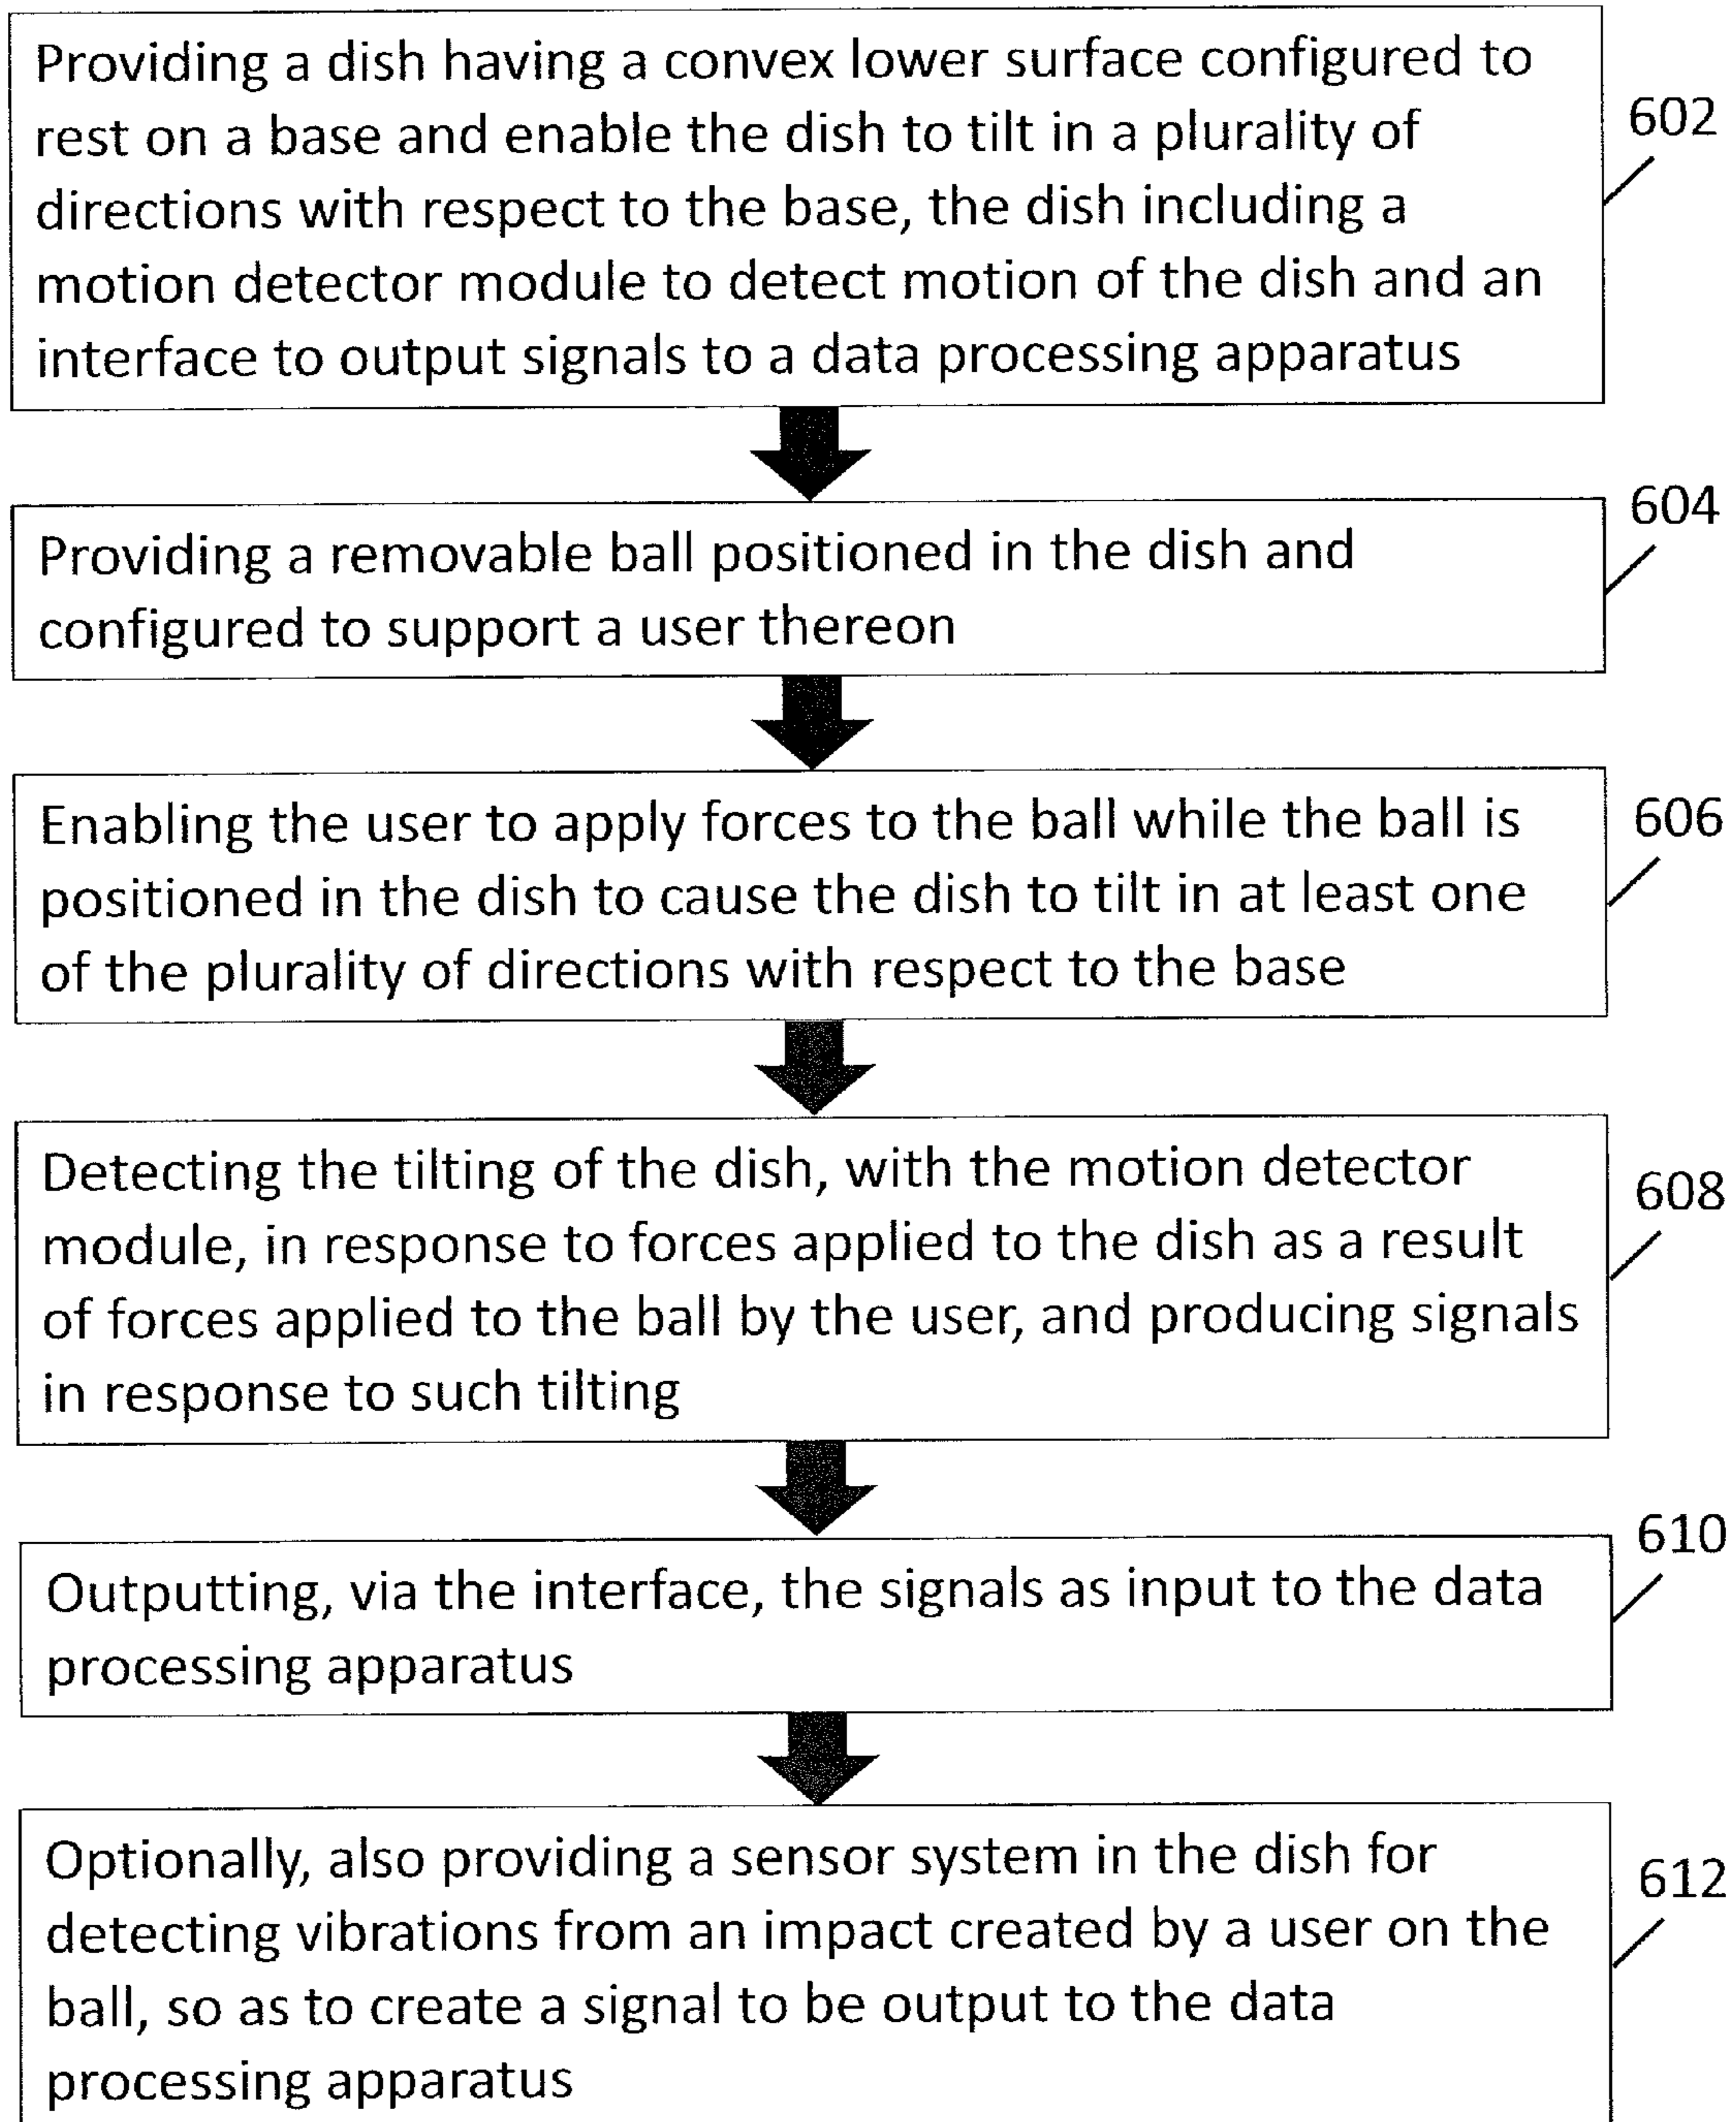 Providing a dish having a convex lower surface configured to
rest on a base and enable the dish to tilt in a plurality of
directions with respect to the base, the dish including a
motion detector module to detect motion of the dish and an
interface to output signals to a data processing apparatus
602
Providing a removable ball positioned in the dish and
configured to support a user thereon
604
Enabling the user to apply forces to the ball while the ball is
positioned in the dish to cause the dish to tilt in at least one
of the plurality of directions with respect to the base
606
Detecting the tilting of the dish, with the motion detector
module, in response to forces applied to the dish as a result
of forces applied to the ball by the user, and producing signals
in response to such tilting
608
Outputting, via the interface, the signals as input to the data
processing apparatus
610
Optionally, also providing a sensor system in the dish for
detecting vibrations from an impact created by a user on the
ball, so as to create a signal to be output to the data
processing apparatus
612